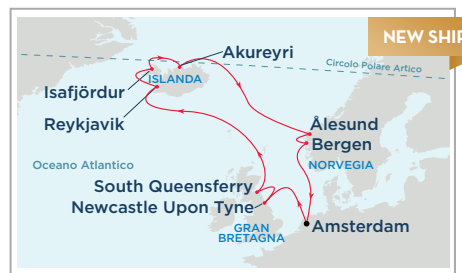 NEW SHIP
Akureyri
Circolo Polare Artico
ISLANDA
Isafjördur
Reykjavik
Ålesund
Bergen
NORVEGIA
Oceano Atlantico
South Queensferry
Newcastle Upon Tyne
GRAN
BRETAGNA
Amsterdam